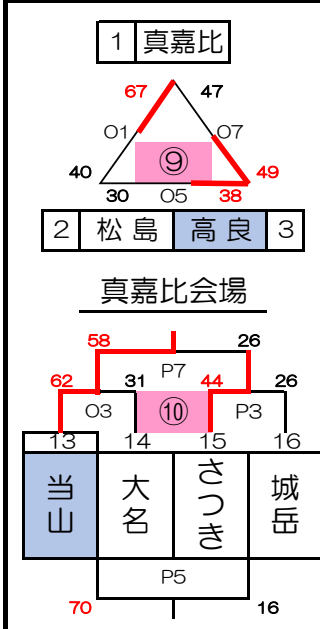 1 真嘉比
67 47
O1 O7
⑨
40 49
30 O5 38
2 松島 高良 3
真嘉比会場
58 26
P7
62 31 44 26
O3 ⑩ P3
13 14 15 16
当山 大名 さつき 城岳
P5
70 16